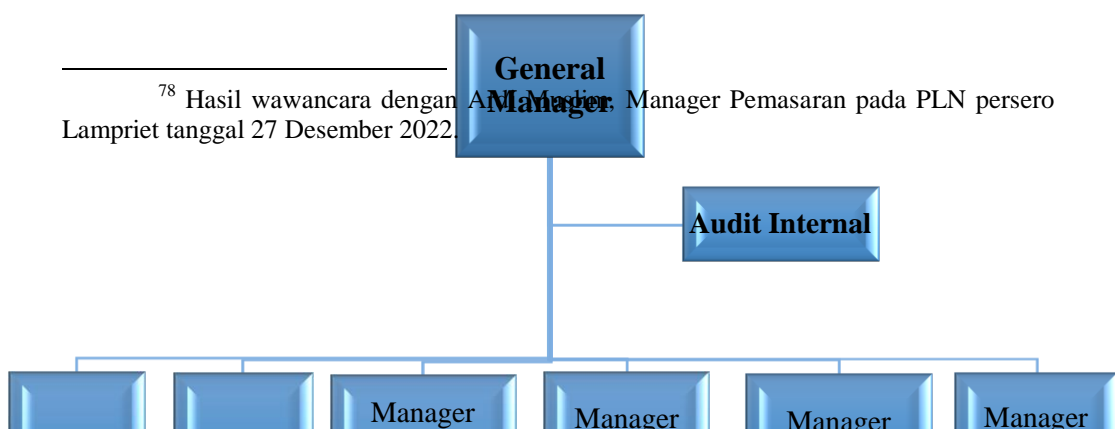 General
Manager
78 Hasil wawancara dengan Muslim, Manager Pemasaran pada PLN persero
Lampriet tanggal 27 Desember 2022.
Audit Internal
Manager
Manager
Manager
Manager